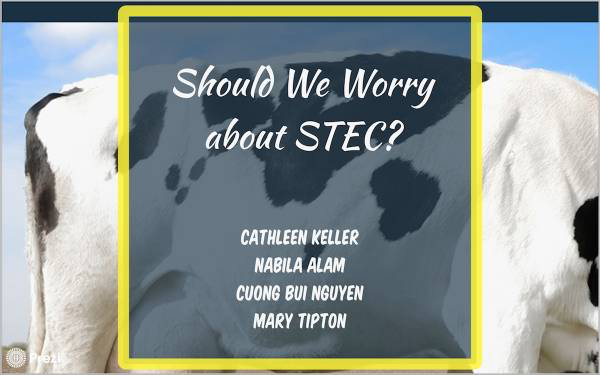 Should We Worry
about STEC?
CATHLEEN KELLER
NABILA ALAM
CUONG BUI NGUYEN
MARY TIPTON
Prezi